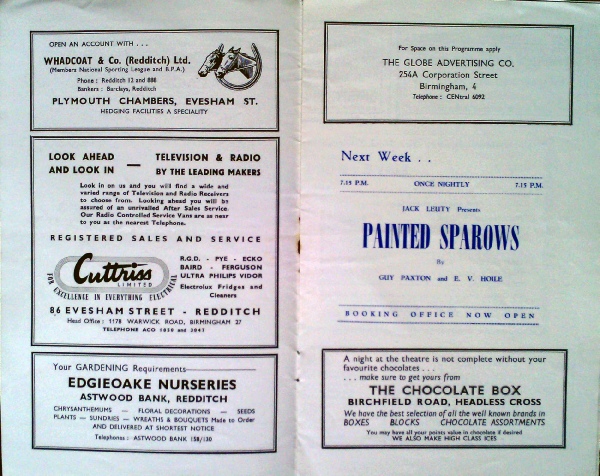 OPEN AN ACCOUNT WITH . . .
WHADCOAT & Co. (Redditch) Ltd.
(Members National Sporting League and B.P.A.)
Phone : Redditch 12 and 888
Bankers : Barclays, Redditch
PLYMOUTH CHAMBERS, EVESHAM ST.
HEDGING FACILITIES A SPECIALITY
LOOK AHEAD
AND LOOK IN
—
TELEVISION & RADIO
BY THE LEADING MAKERS
Look in on us and you will find a wide and
varied range of Television and Radio Receivers
to choose from. Looking ahead you will be
assured of an unrivalled After Sales Service.
Our Radio Controlled Service Vans are as near
to you as the nearest Telephone.
REGISTERED SALES AND SERVICE
Cuttriss
LIMITED
FOR EXCELLENCE IN EVERYTHING ELECTRICAL
R.G.D. - PYE - ECKO
BAIRD - FERGUSON
ULTRA PHILIPS VIDOR
Electrolux Fridges and
Cleaners
86 EVESHAM STREET - REDDITCH
Head Office : 1178 WARWICK ROAD, BIRMINGHAM 27
TELEPHONE ACO 1030 and 2043
Your GARDENING Requirements
EDGIEOAKE NURSERIES
ASTWOOD BANK, REDDITCH
CHRYSANTHEMUMS — FLORAL DECORATIONS — SEEDS
PLANTS — SUNDRIES — WREATHS & BOUQUETS Made to Order
AND DELIVERED AT SHORTEST NOTICE
Telephones : ASTWOOD BANK 158/130
For Space on this Programme apply
THE GLOBE ADVERTISING CO.
254A Corporation Street
Birmingham, 4
Telephone : CENtral 6092
Next Week . .
7.15 P.M. ONCE NIGHTLY 7.15 P.M.
JACK LEUTY Presents
PAINTED SPAROWS
By
GUY PAXTON and E. V. HOILE
BOOKING OFFICE NOW OPEN
A night at the theatre is not complete without your
favourite chocolates . . .
. . . make sure to get yours from
THE CHOCOLATE BOX
BIRCHFIELD ROAD, HEADLESS CROSS
We have the best selection of all the well known brands in
BOXES BLOCKS CHOCOLATE ASSORTMENTS
You may have all your points value in chocolate if desired
WE ALSO MAKE HIGH CLASS ICES